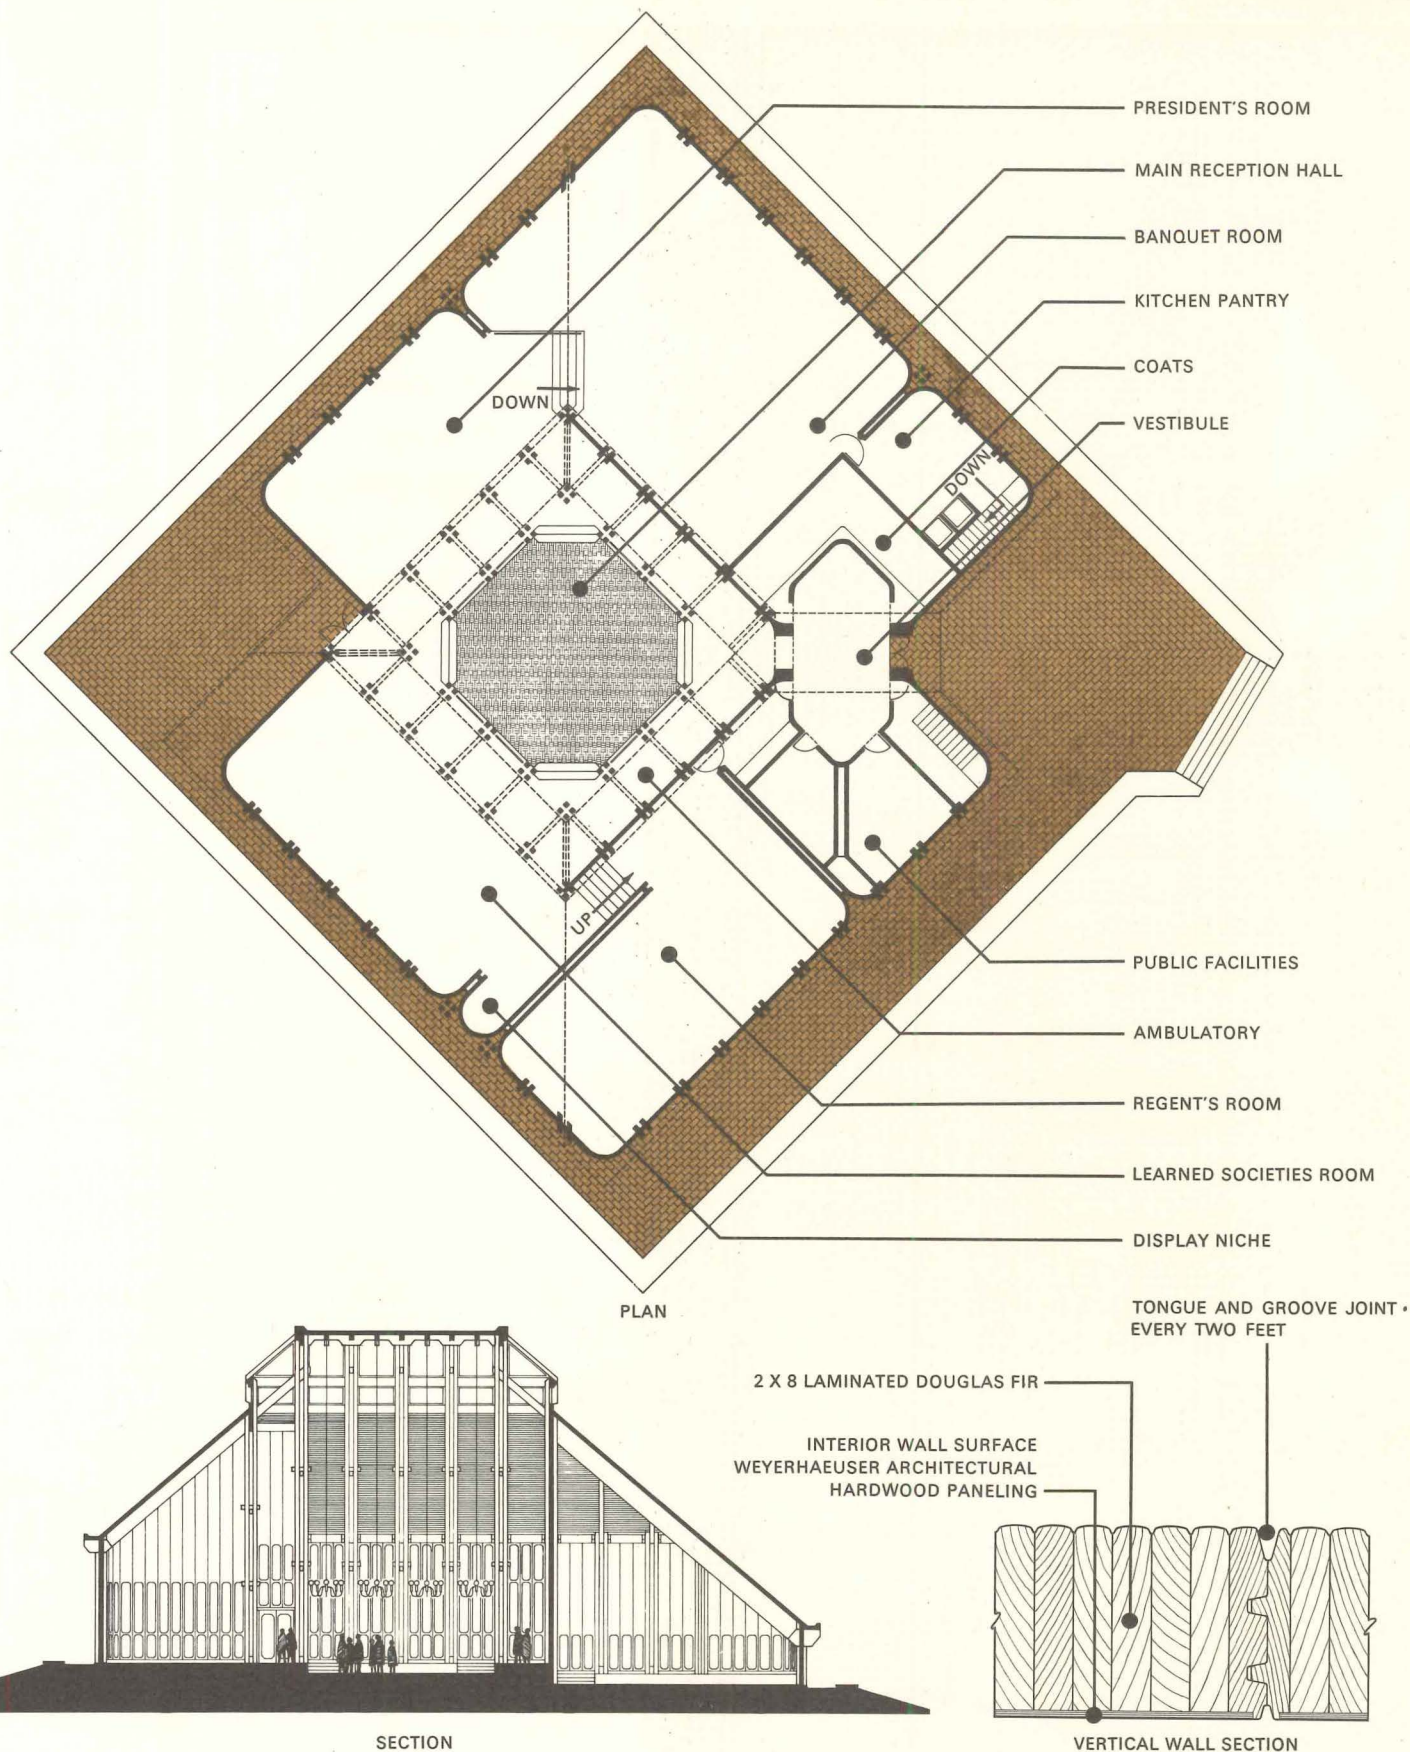 PRESIDENT'S ROOM
MAIN RECEPTION HALL
BANQUET ROOM
KITCHEN PANTRY
COATS
VESTIBULE
DOWN
DOWN
UP
PUBLIC FACILITIES
AMBULATORY
REGENT'S ROOM
LEARNED SOCIETIES ROOM
DISPLAY NICHE
PLAN
TONGUE AND GROOVE JOINT •
EVERY TWO FEET
2 X 8 LAMINATED DOUGLAS FIR
INTERIOR WALL SURFACE
WEYERHAEUSER ARCHITECTURAL
HARDWOOD PANELING
SECTION
VERTICAL WALL SECTION